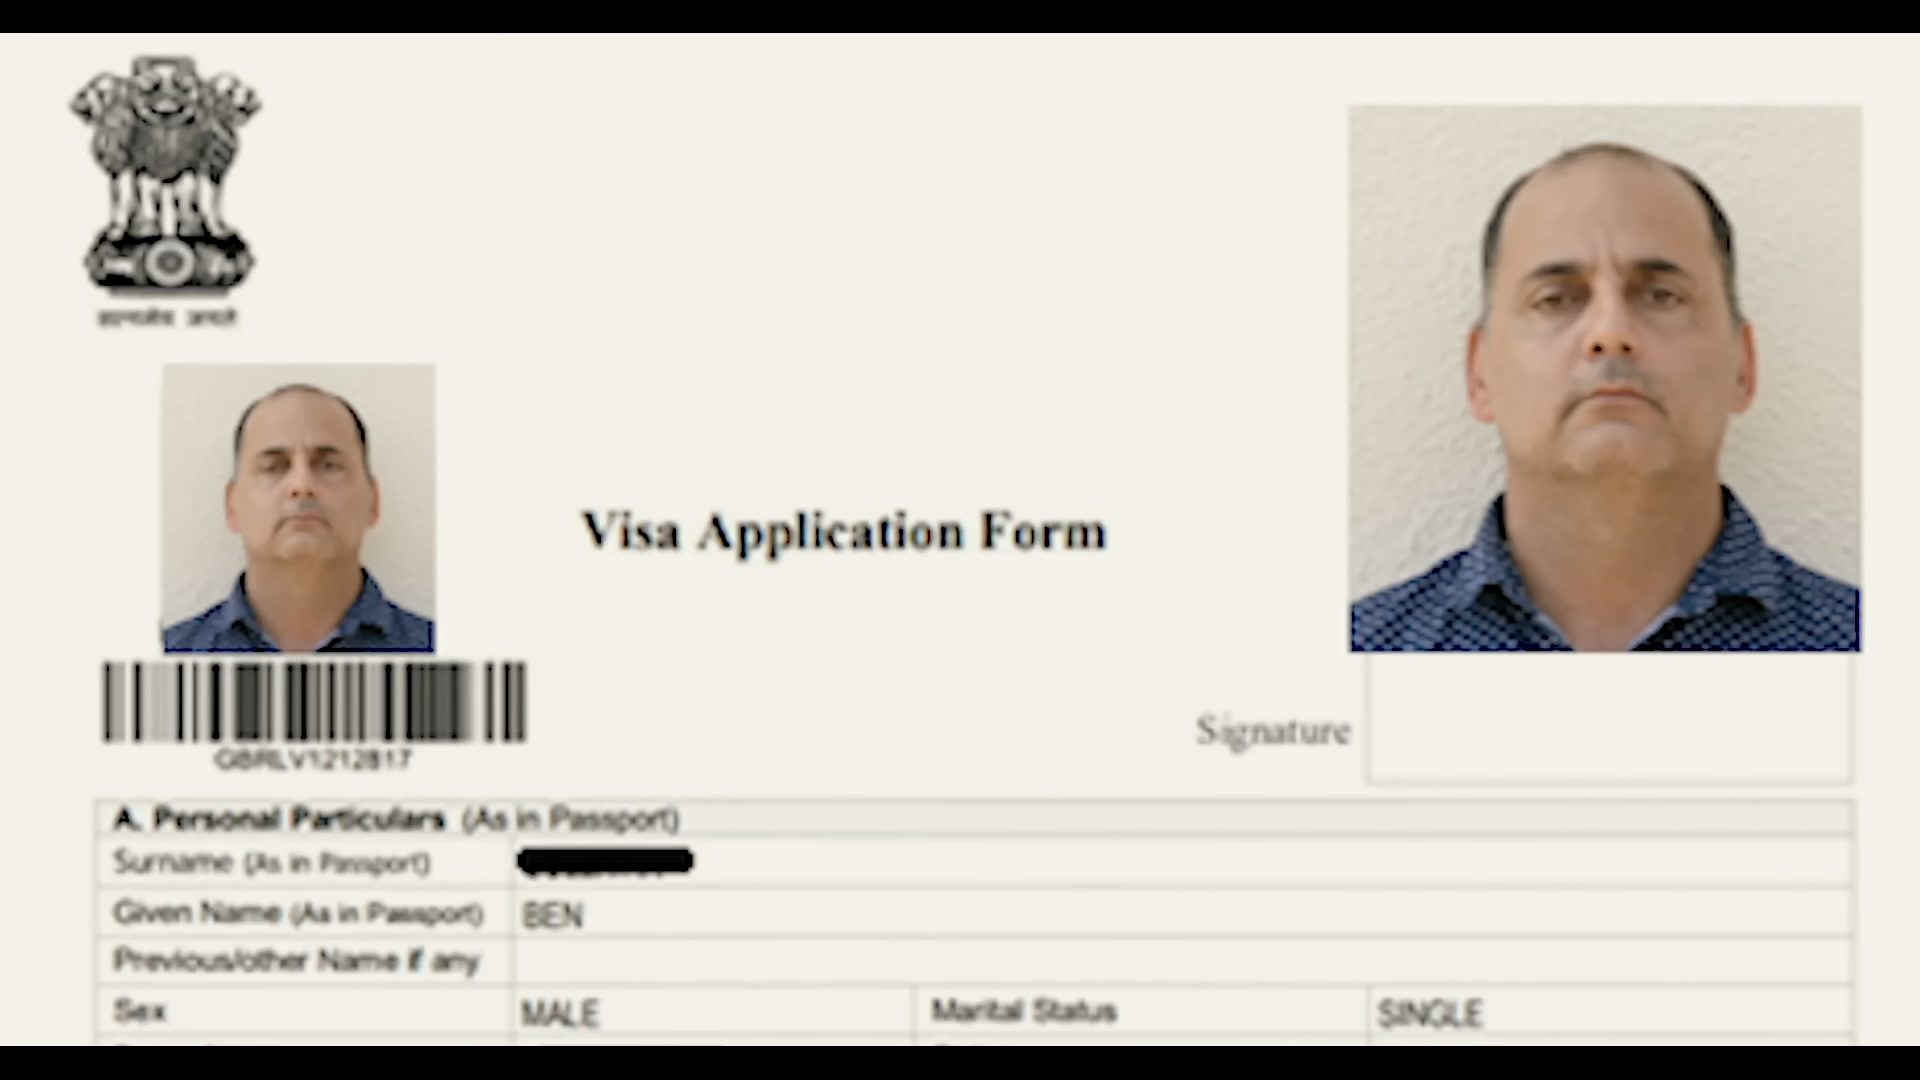 Visa Application Form
Signature
GBRLV1212817
A. Personal Particulars (As in Passport)
Surname (As in Passport)
Given Name (As in Passport) BEN
Previous/other Name if any
Sex MALE Marital Status SINGLE